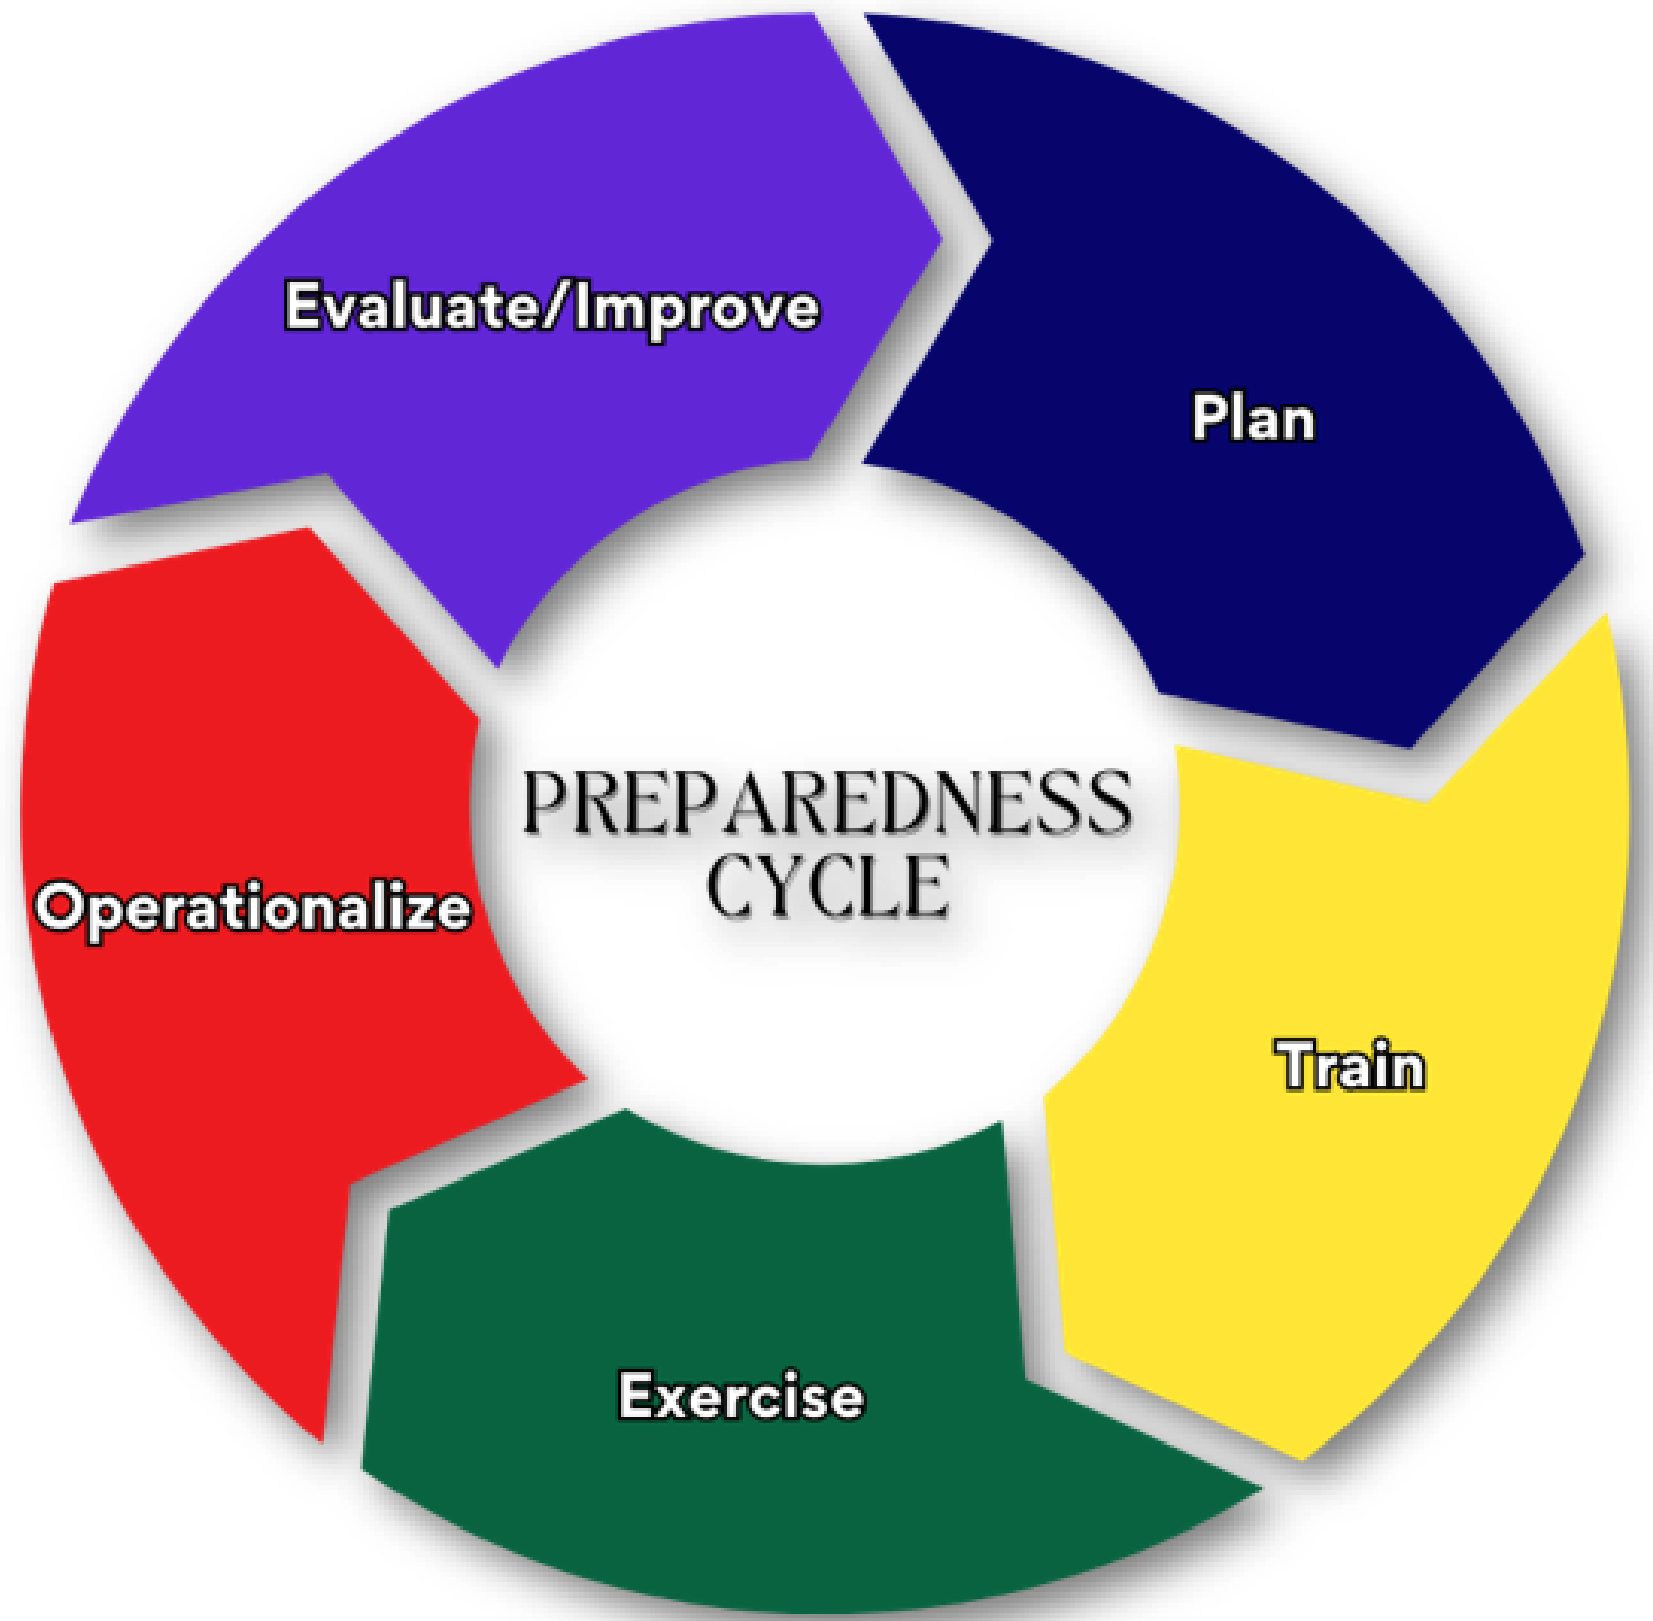 Evaluate/Improve
Plan
PREPAREDNESS
CYCLE
Operationalize
Train
Exercise